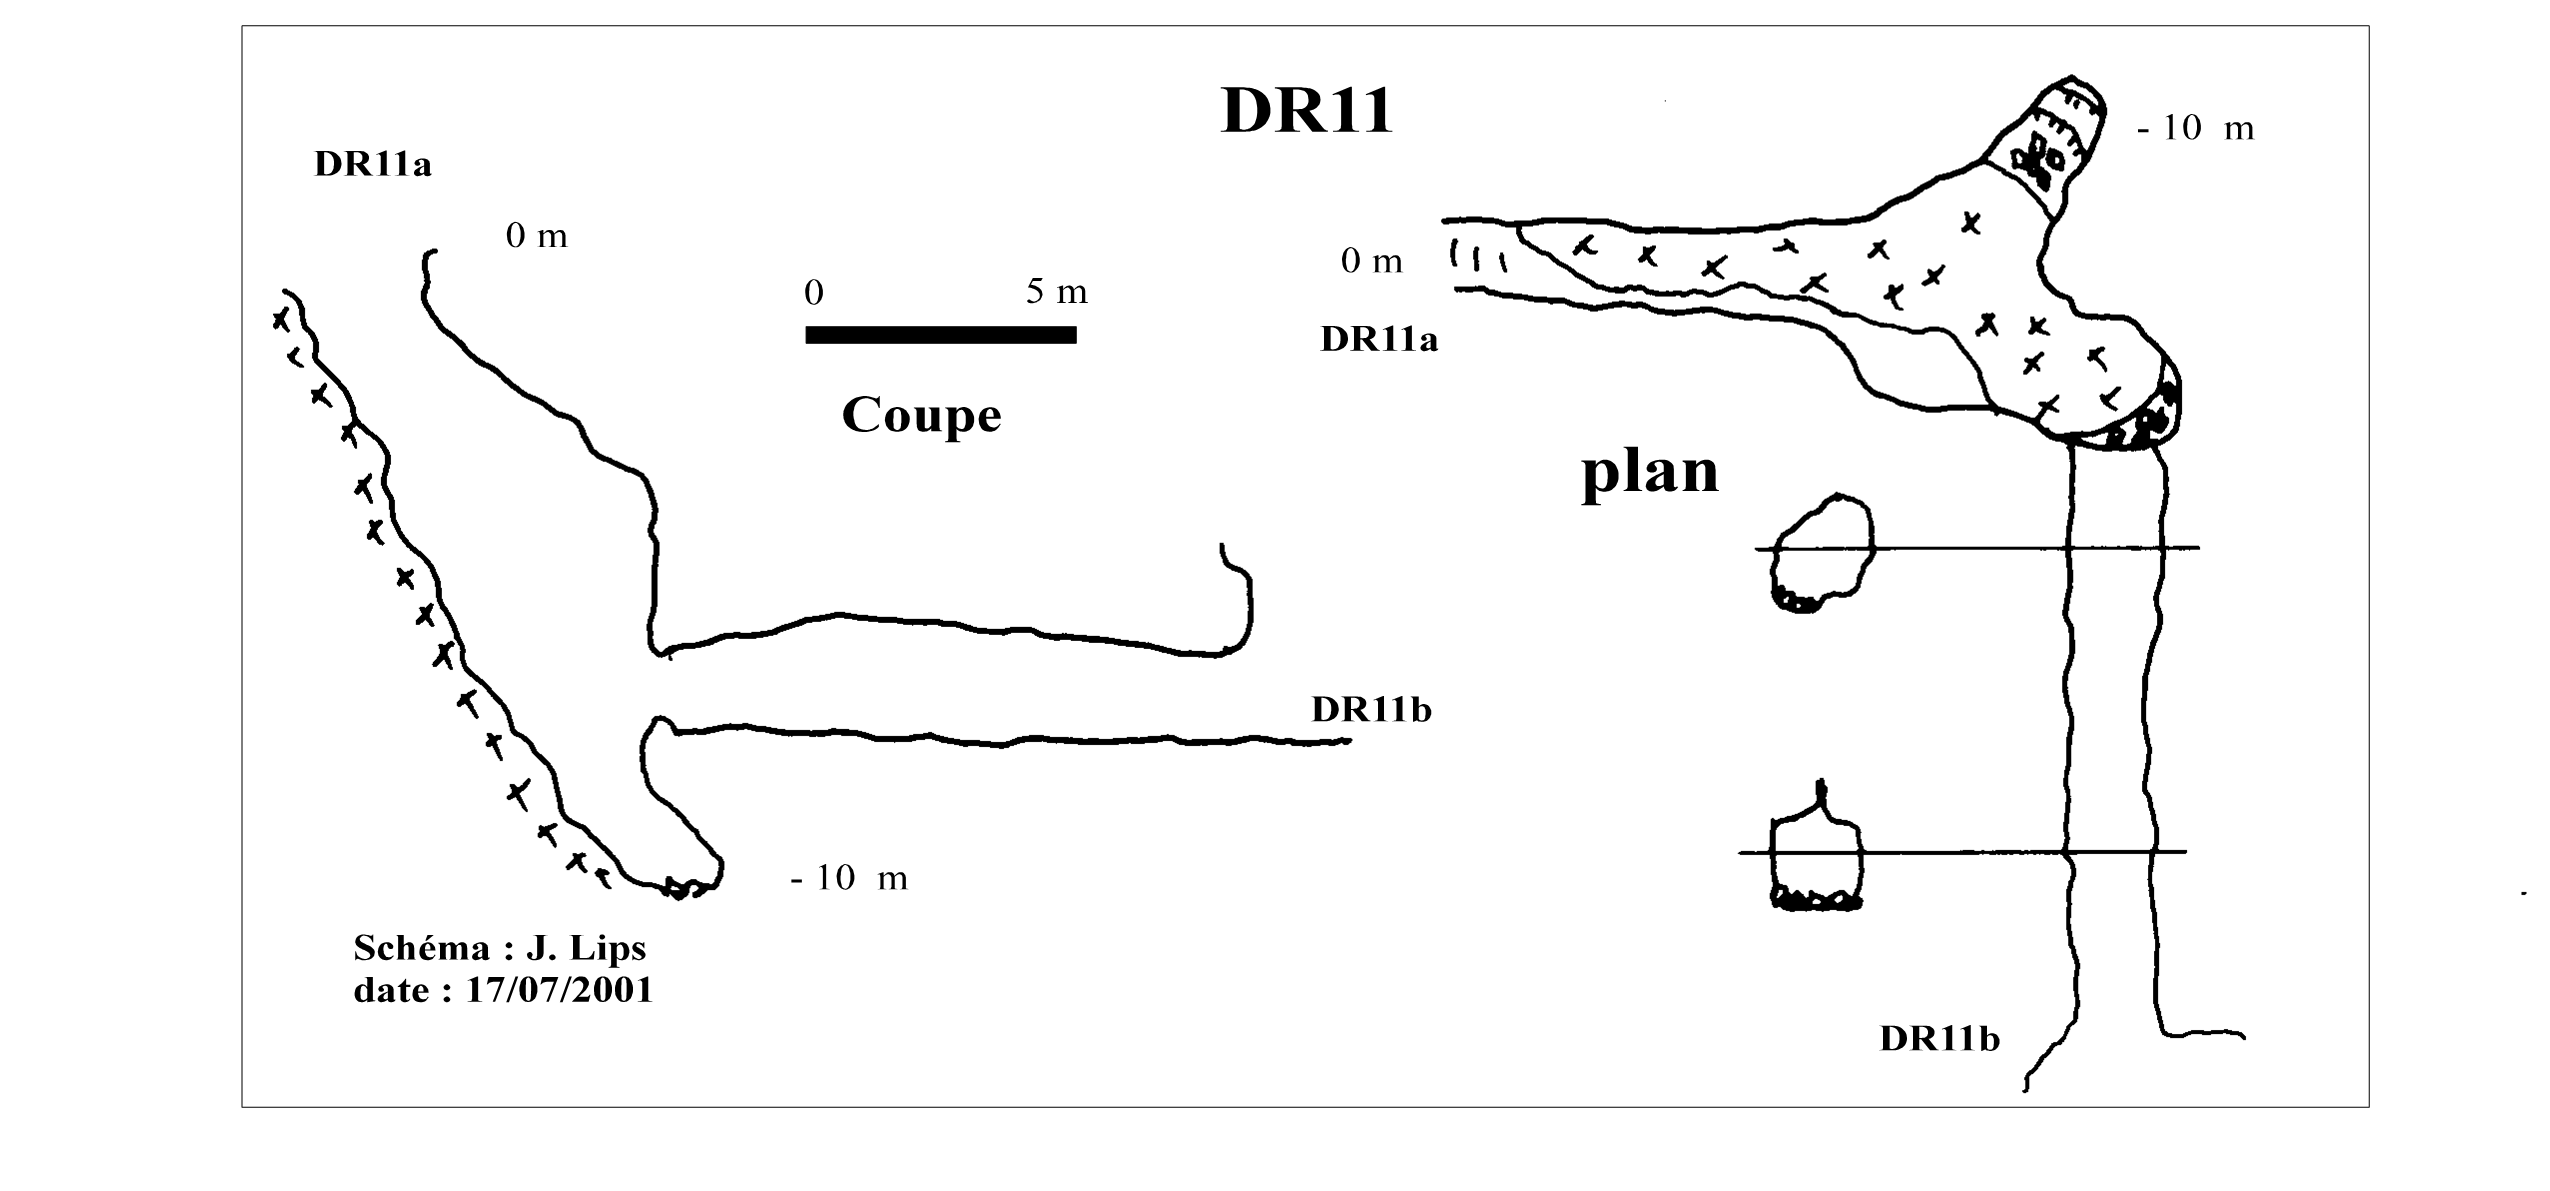 DR11
DR11a
0 m
0 5 m
Coupe
DR11b
- 10 m
Schéma : J. Lips
date : 17/07/2001
- 10 m
0 m
DR11a
plan
DR11b